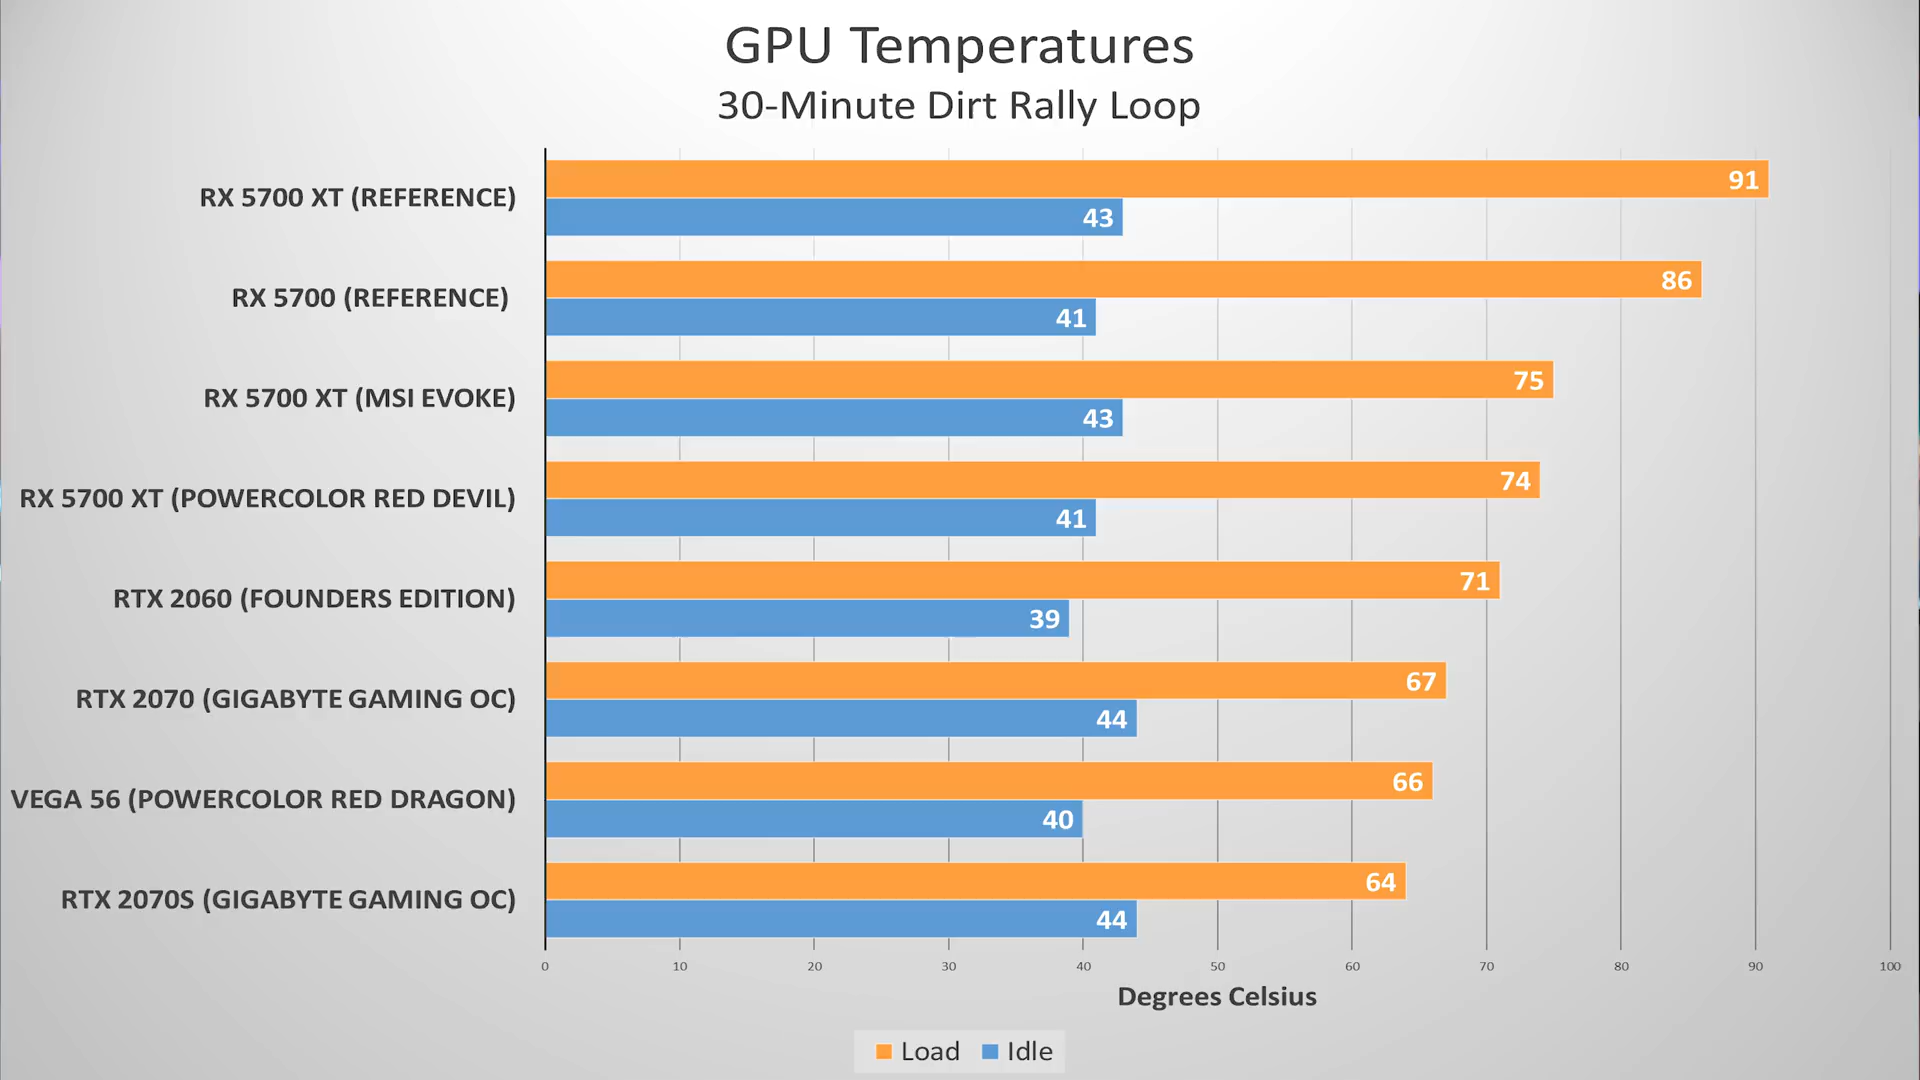 GPU Temperatures
30-Minute Dirt Rally Loop
RX 5700 XT (REFERENCE)
91
43
RX 5700 (REFERENCE)
86
41
RX 5700 XT (MSI EVOKE)
75
43
RX 5700 XT (POWERCOLOR RED DEVIL)
74
41
RTX 2060 (FOUNDERS EDITION)
71
39
RTX 2070 (GIGABYTE GAMING OC)
67
44
VEGA 56 (POWERCOLOR RED DRAGON)
66
40
RTX 2070S (GIGABYTE GAMING OC)
64
44
0 10 20 30 40 50 60 70 80 90 100
Degrees Celsius
Load Idle